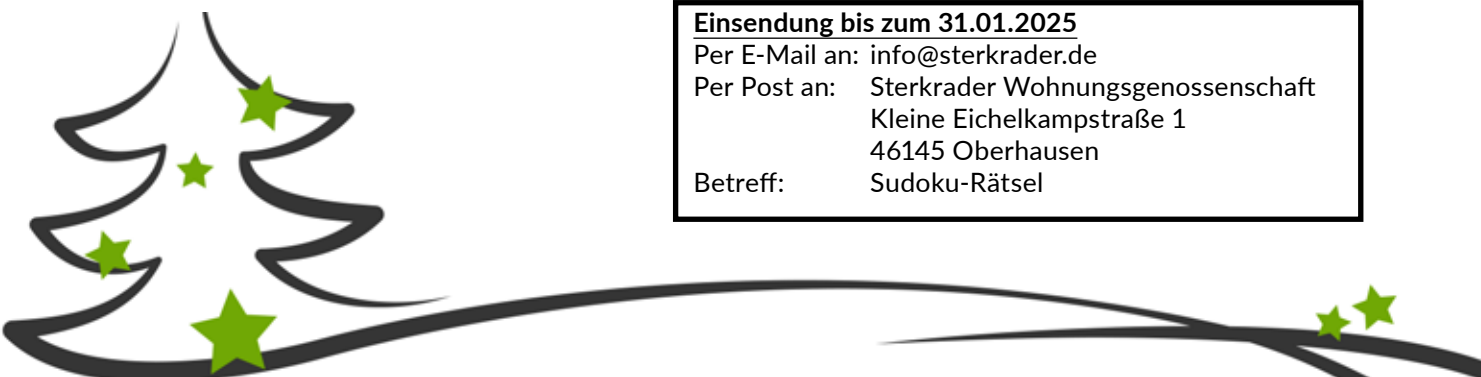 Einsendung bis zum 31.01.2025
Per E-Mail an: info@sterkrader.de
Per Post an: Sterkrader Wohnungsgenossenschaft
Kleine Eichelkampstraße 1
46145 Oberhausen
Betreff: Sudoku-Rätsel